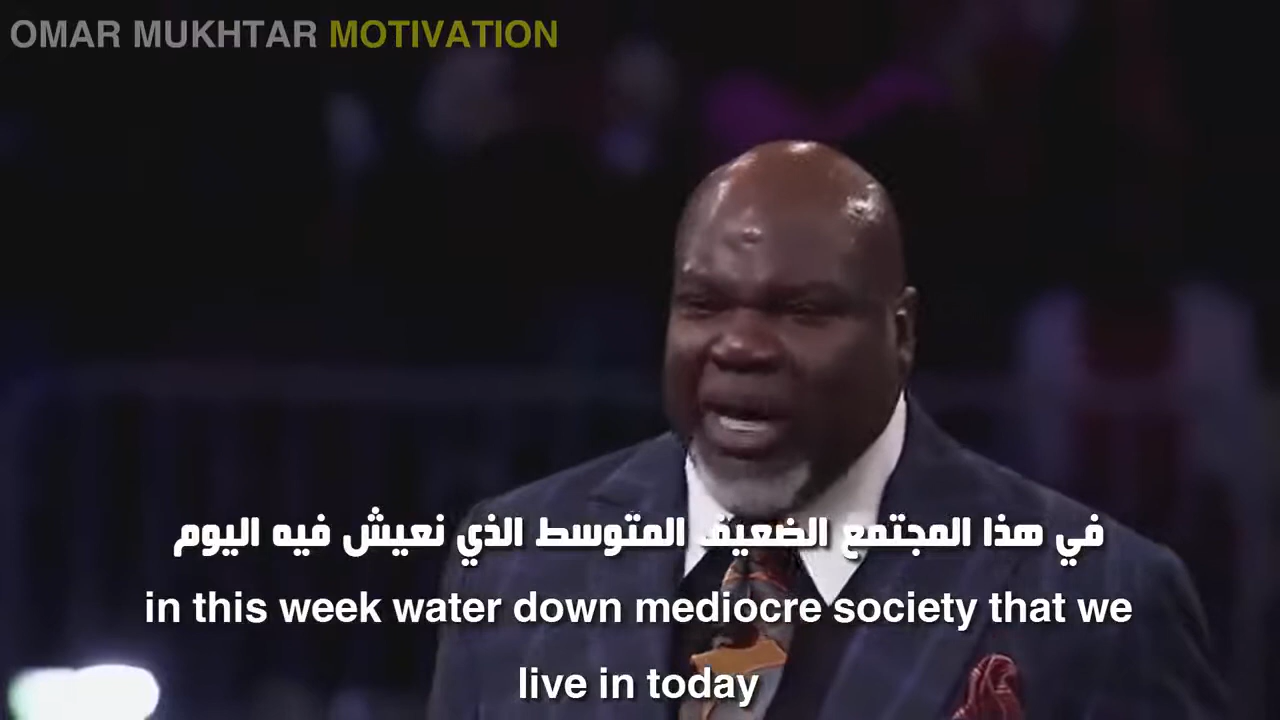 OMAR MUKHTAR MOTIVATION
في هذا المجتمع الضعيف المتوسط الذي نعيش فيه اليوم
in this week water down mediocre society that we
live in today